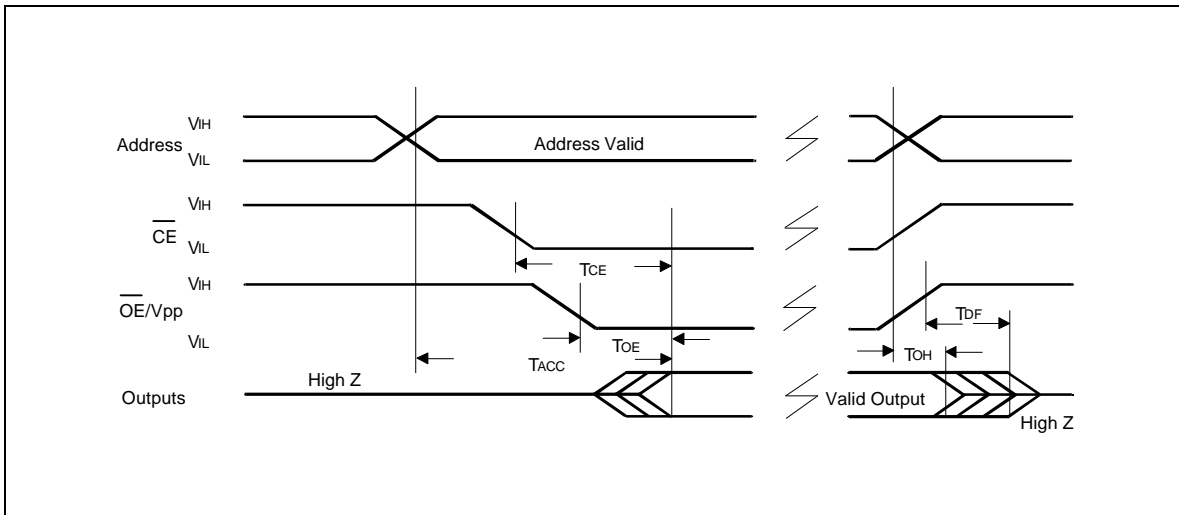 VIH
Address
VIL
Address Valid
VIH
CE
VIL
TCE
VIH
OE/Vpp
VIL
TDF
TOE
TOH
TACC
High Z
Outputs
Valid Output
High Z